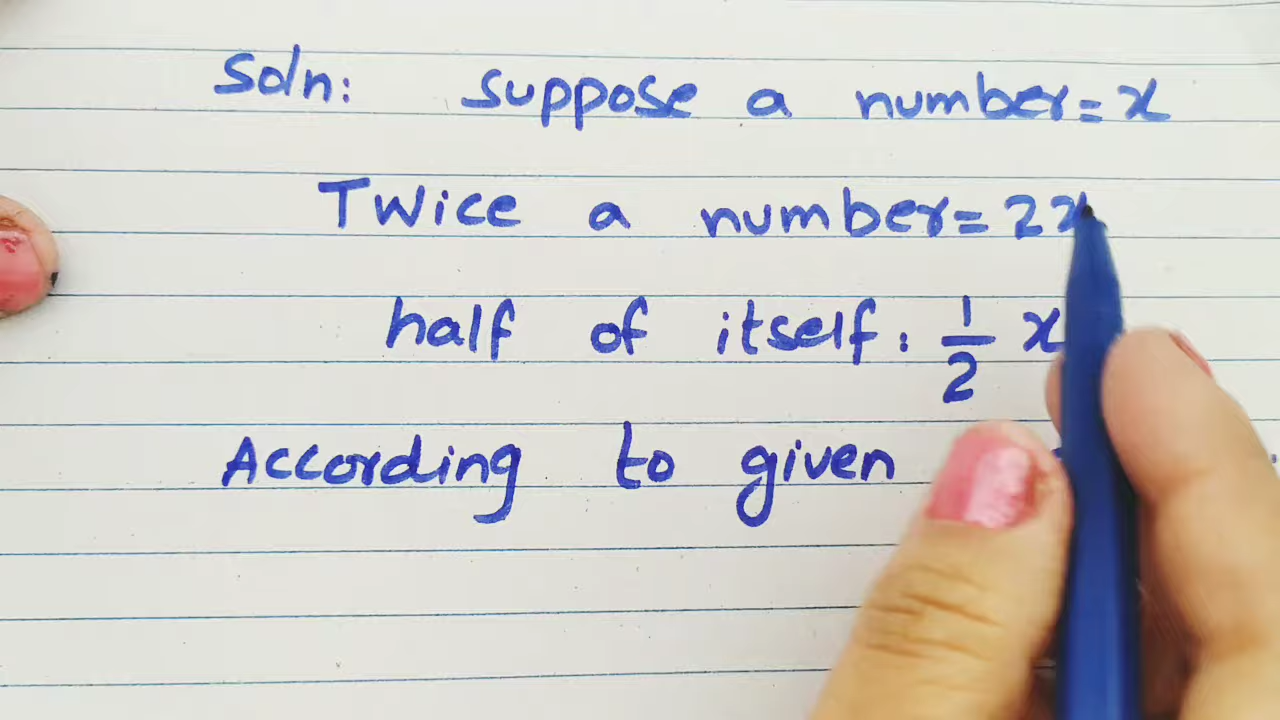 Soln: suppose a number = x
Twice a number = 2x
half of itself : 1/2 x
According to given